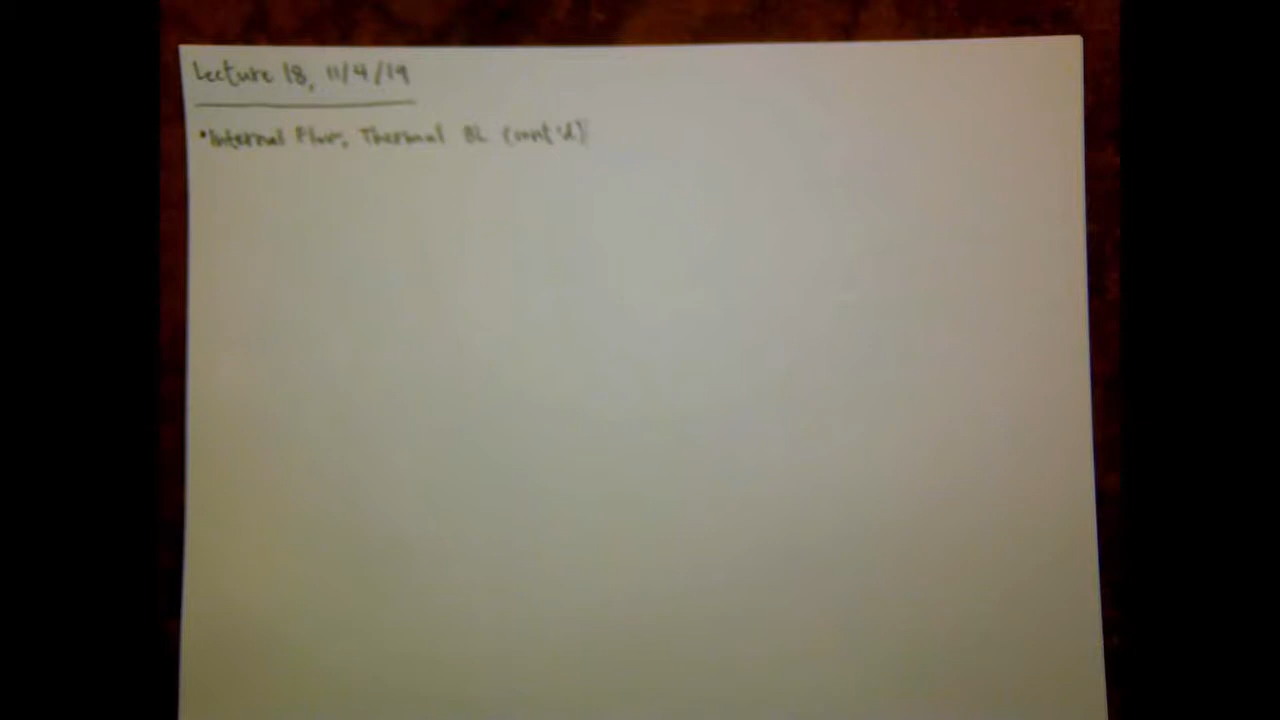 Lecture 18, 11/4/19
•Internal Flow, Thermal BL (cont'd)